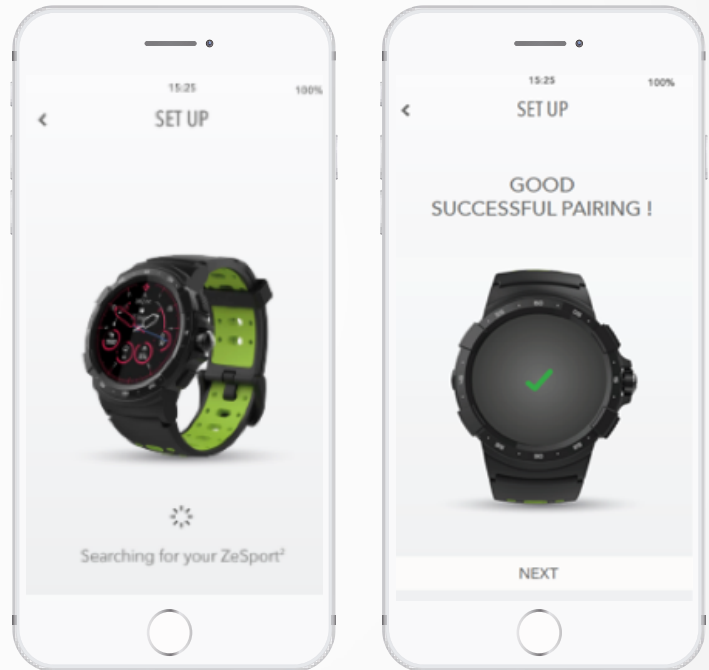 15:25
100%
SET UP
Searching for your ZeSport²
15:25
100%
SET UP
GOOD
SUCCESSFUL PAIRING !
NEXT